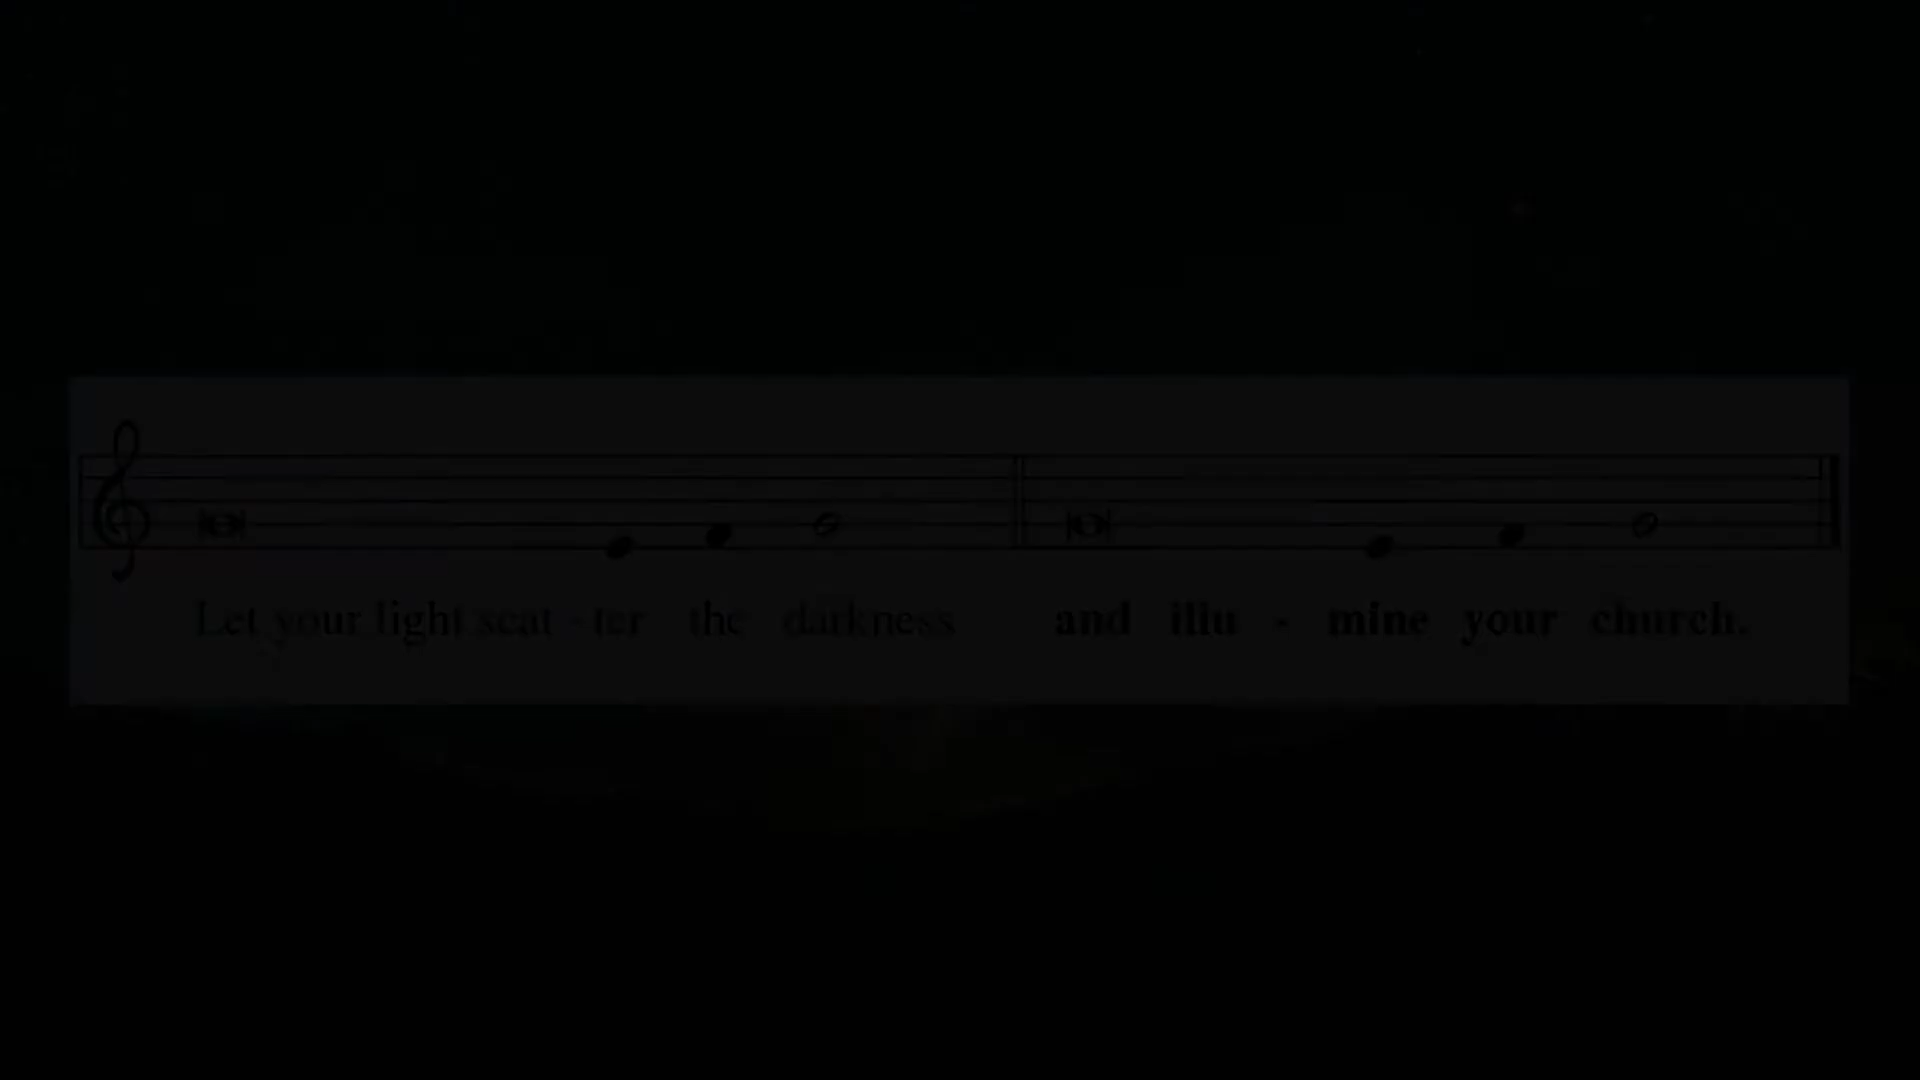 Let your light scat - ter the darkness and illu - mine your church.